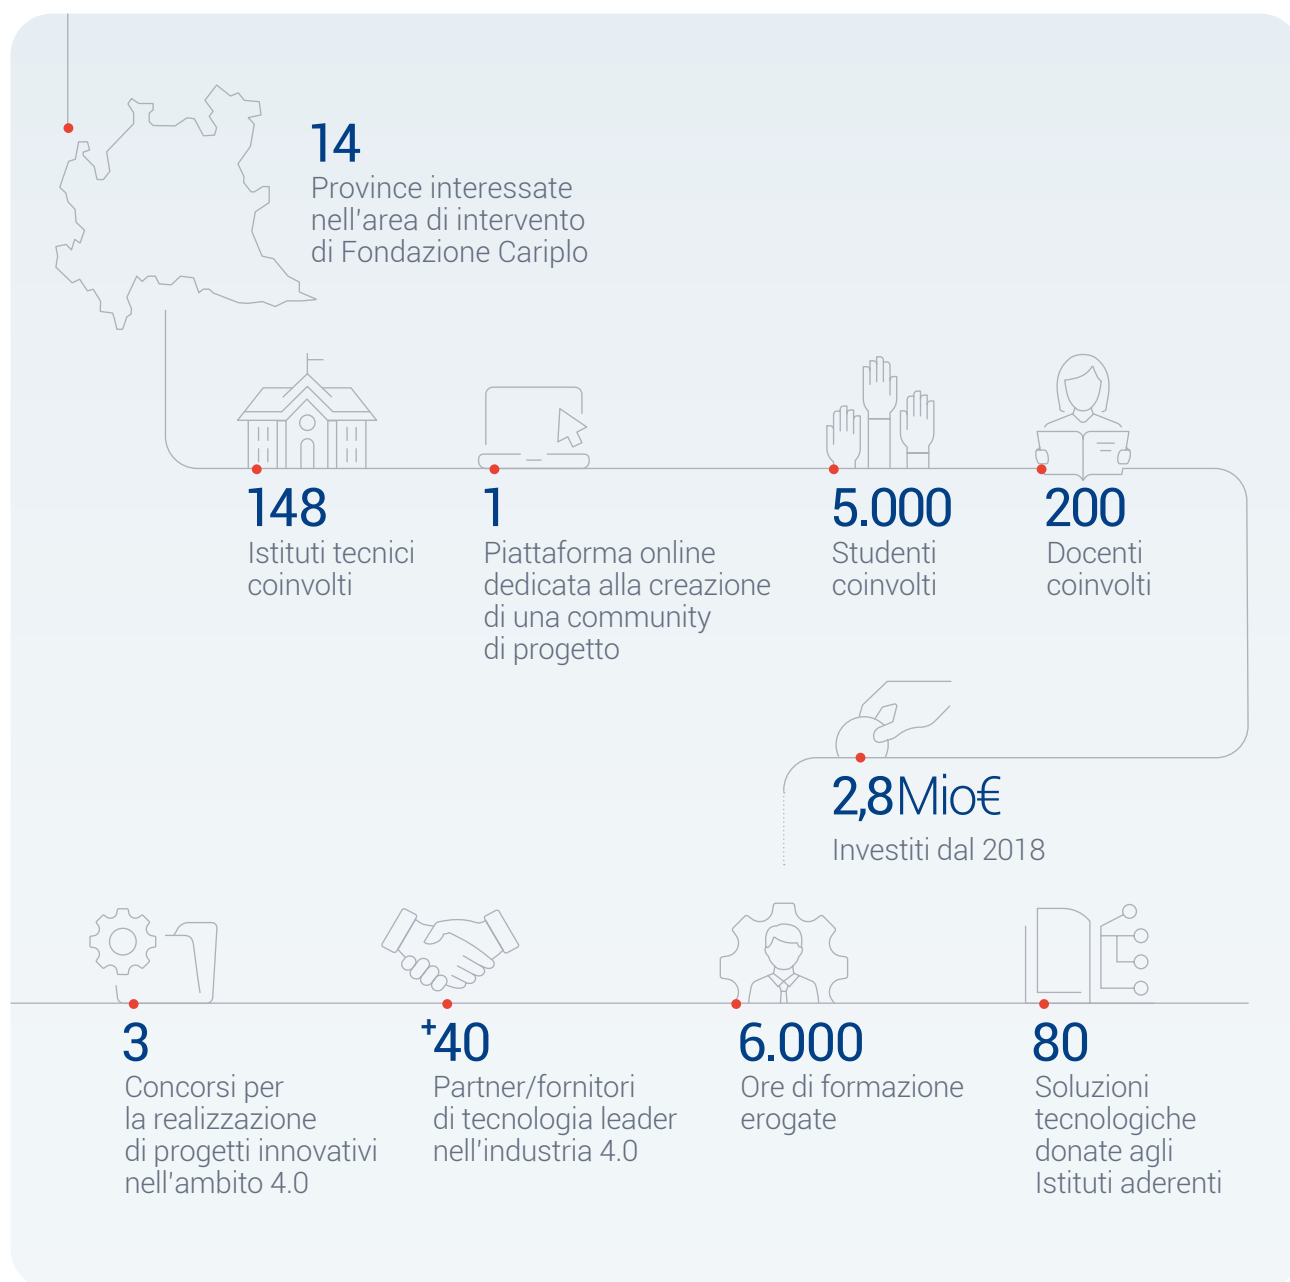 14
Province interessate
nell'area di intervento
di Fondazione Cariplo
148
Istituti tecnici
coinvolti
1
Piattaforma online
dedicata alla creazione
di una community
di progetto
5.000
Studenti
coinvolti
200
Docenti
coinvolti
2,8Mio€
Investiti dal 2018
3
Concorsi per
la realizzazione
di progetti innovativi
nell'ambito 4.0
+40
Partner/fornitori
di tecnologia leader
nell'industria 4.0
6.000
Ore di formazione
erogate
80
Soluzioni
tecnologiche
donate agli
Istituti aderenti